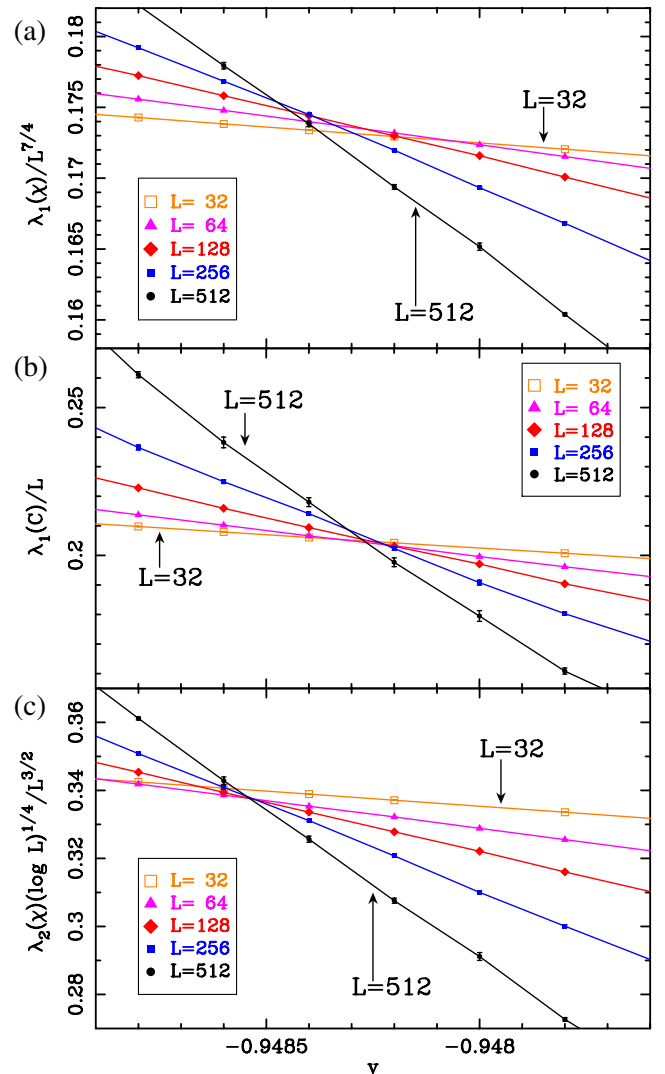 (a)
0.18
0.175
0.17
0.165
0.16
λ₁(χ)/L^{7/4}
L=32
L= 32
L= 64
L=128
L=256
L=512
L=512
(b)
0.25
0.2
λ₁(C)/L
L=512
L= 32
L= 64
L=128
L=256
L=512
L=32
(c)
0.36
0.34
0.32
0.3
0.28
λ₂(χ)(log L)^{1/4}/L^{3/2}
L=32
L= 32
L= 64
L=128
L=256
L=512
L=512
−0.9485
−0.948
v